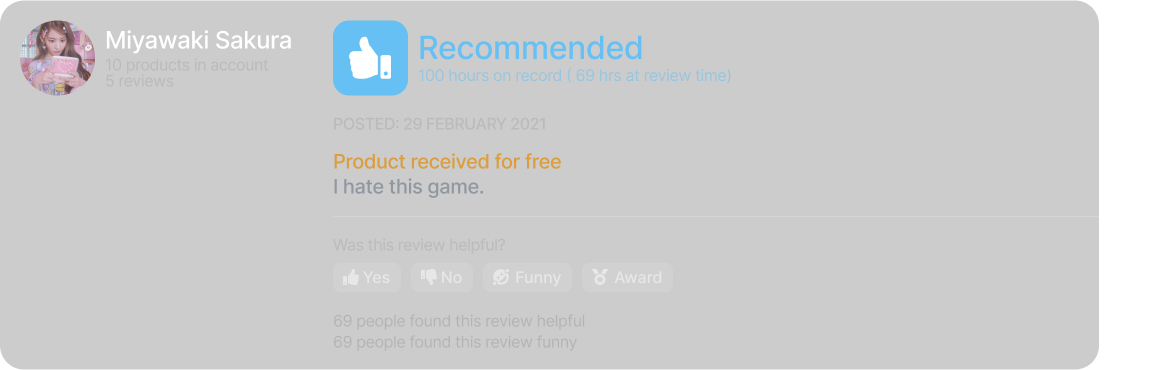 Miyawaki Sakura
10 products in account
5 reviews
Recommended
100 hours on record ( 69 hrs at review time)
POSTED: 29 FEBRUARY 2021
Product received for free
I hate this game.
Was this review helpful?
Yes No Funny Award
69 people found this review helpful
69 people found this review funny